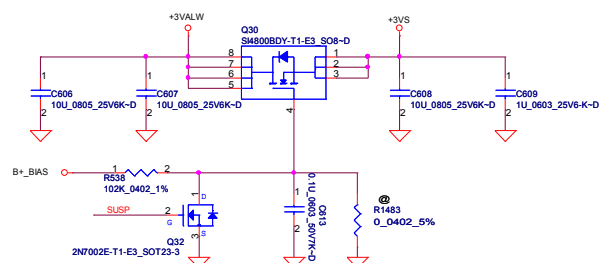 +3VALW
Q30
SI4800BDY-T1-E3_SO8~D
+3VS
8
7
6
5
1
2
3
4
1
C606
10U_0805_25V6K~D
2
1
C607
10U_0805_25V6K~D
2
1
C608
10U_0805_25V6K~D
2
1
C609
1U_0603_25V6-K~D
2
B+_BIAS
1
2
R538
102K_0402_1%
SUSP
2
G
1
D
3
S
Q32
2N7002E-T1-E3_SOT23-3
1
2
C613
0.1U_0603_50V7K~D
@
R1483
0_0402_5%